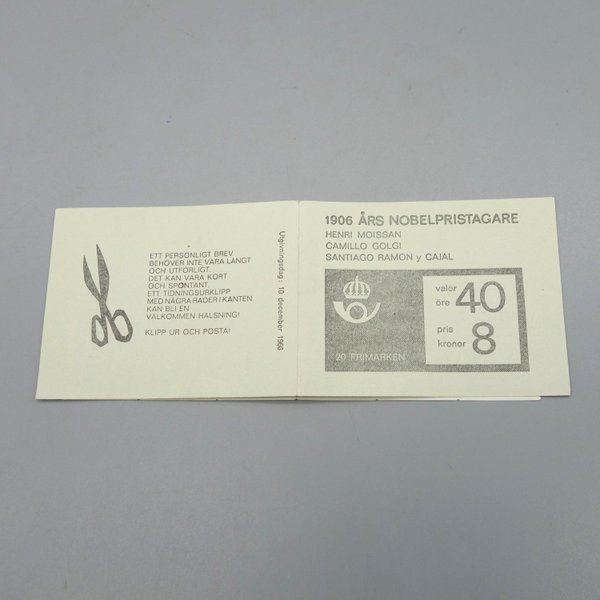 ETT PERSONLIGT BREV
BEHÖVER INTE VARA LÅNGT
OCH UTFÖRLIGT.
DET KAN VARA KORT
OCH SPONTANT.
ETT TIDNINGSURKLIPP
MED NÅGRA RADER I KANTEN
KAN BLI EN
VÄLKOMMEN HÄLSNING!
KLIPP UR OCH POSTA!
Utgivningsdag: 10 december 1966
1906 ÅRS NOBELPRISTAGARE
HENRI MOISSAN
CAMILLO GOLGI
SANTIAGO RAMON y CAJAL
valör
öre 40
pris
kronor 8
20 FRIMÄRKEN